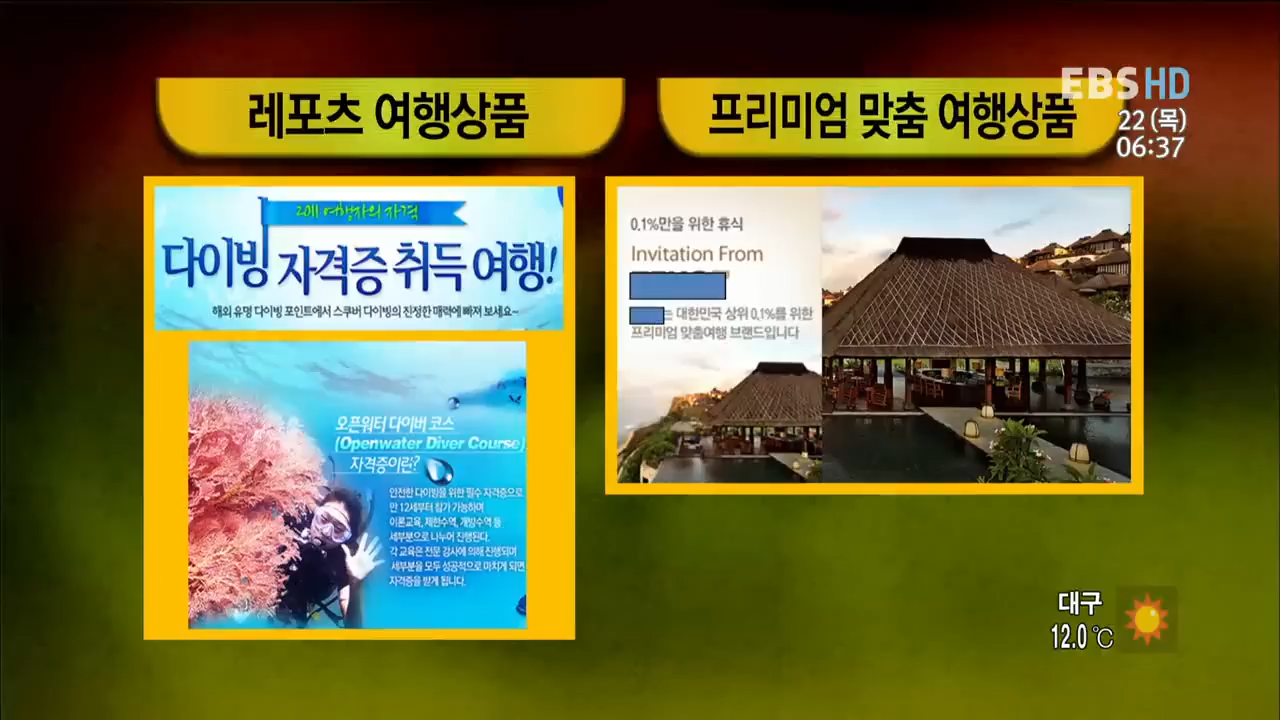 레포츠 여행상품
프리미엄 맞춤 여행상품
EBS HD
22 (목)
06:37
2011 여행자의 자격
다이빙 자격증 취득 여행!
해외 유명 다이빙 포인트에서 스쿠버 다이빙의 진정한 매력에 빠져 보세요~
오픈워터 다이버 코스
(Openwater Diver Course)
자격증이란?
안전한 다이빙을 위한 필수 자격증으로
만 12세부터 참가 가능하며
이론교육, 제한수역, 개방수역 등
세부분으로 나누어 진행된다.
각 교육은 전문 강사에 의해 진행되며
세부분을 모두 성공적으로 마치게 되면
자격증을 받게 됩니다.
0.1%만을 위한 휴식
Invitation From
는 대한민국 상위 0.1%를 위한
프리미엄 맞춤여행 브랜드입니다
대구
12.0 ℃